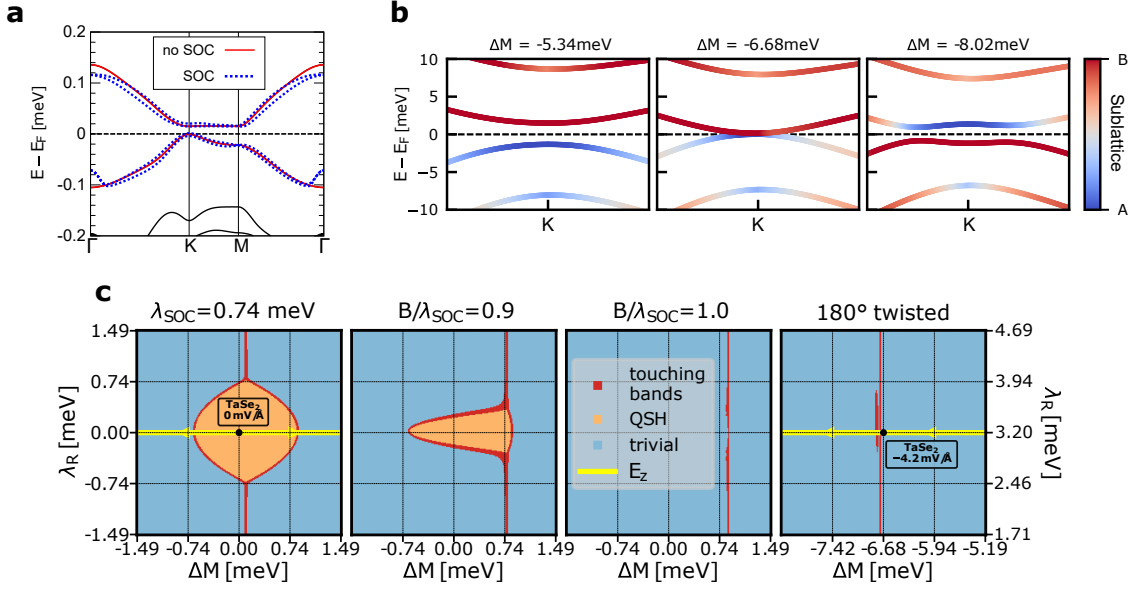 a
0.2
0.1
0
-0.1
-0.2
E − E_F [meV]
no SOC
SOC
Γ
K
M
Γ
b
ΔM = -5.34meV
ΔM = -6.68meV
ΔM = -8.02meV
10
5
0
−5
−10
E − E_F [meV]
K
K
K
B
A
Sublattice
c
λ_SOC=0.74 meV
B/λ_SOC=0.9
B/λ_SOC=1.0
180° twisted
1.49
0.74
0.00
-0.74
-1.49
λ_R [meV]
TaSe₂
0 mV/Å
touching
bands
QSH
trivial
E_z
TaSe₂
−4.2 mV/Å
4.69
3.94
3.20
2.46
1.71
λ_R [meV]
-1.49 -0.74 0.00 0.74 1.49
-0.74 0.00 0.74 1.49
-0.74 0.00 0.74 1.49
-7.42 -6.68 -5.94 -5.19
ΔM [meV]
ΔM [meV]
ΔM [meV]
ΔM [meV]